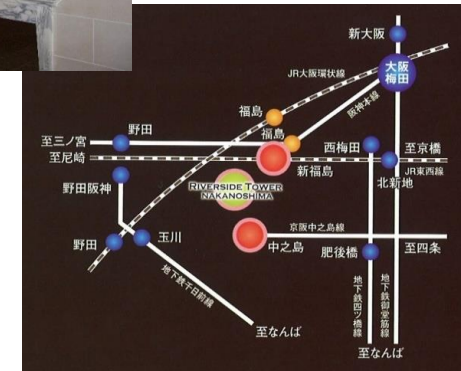 新大阪
大阪
梅田
JR大阪環状線
阪神本線
福島
福島
野田
至三ノ宮
至尼崎
新福島
西梅田
至京橋
JR東西線
北新地
野田阪神
RIVERSIDE TOWER
NAKANOSHIMA
野田
玉川
京阪中之島線
中之島
肥後橋
至四条
地下鉄千日前線
地下鉄四ツ橋線
地下鉄御堂筋線
至なんば
至なんば